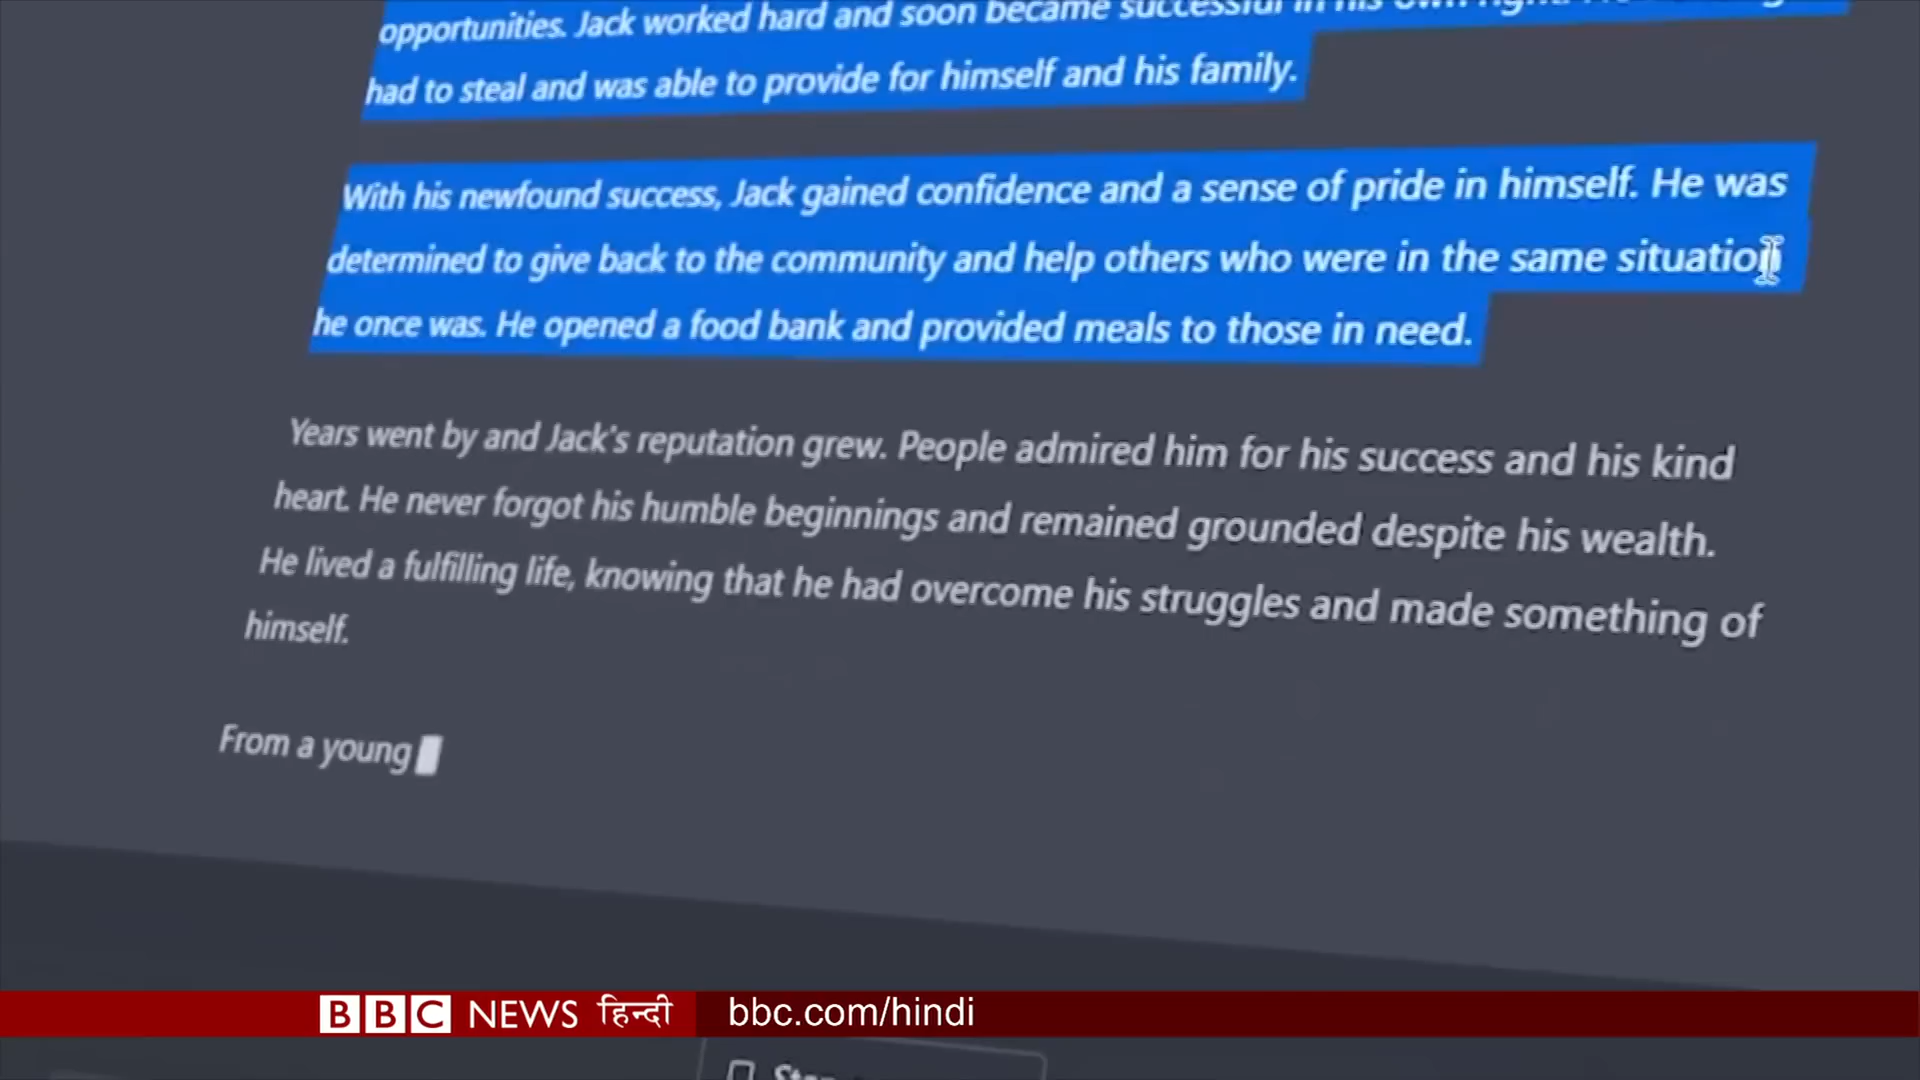 opportunities. Jack worked hard and soon became successful in his own right.
had to steal and was able to provide for himself and his family.
With his newfound success, Jack gained confidence and a sense of pride in himself. He was
determined to give back to the community and help others who were in the same situation
he once was. He opened a food bank and provided meals to those in need.
Years went by and Jack's reputation grew. People admired him for his success and his kind
heart. He never forgot his humble beginnings and remained grounded despite his wealth.
He lived a fulfilling life, knowing that he had overcome his struggles and made something of
himself.
From a young
BBC NEWS हिन्दी bbc.com/hindi